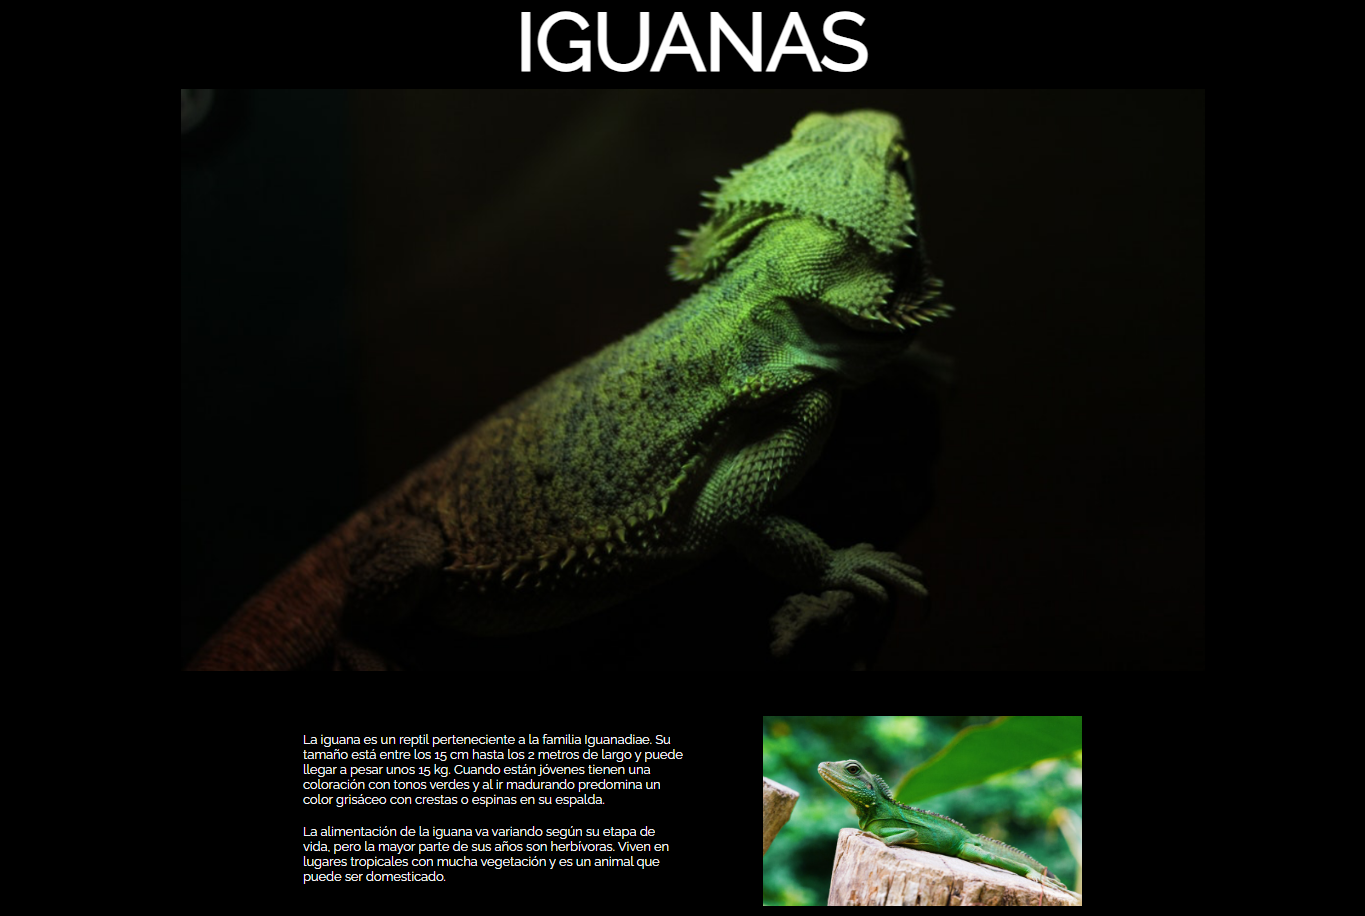 IGUANAS
La iguana es un reptil perteneciente a la familia Iguanadiae. Su
tamaño está entre los 15 cm hasta los 2 metros de largo y puede
llegar a pesar unos 15 kg. Cuando están jóvenes tienen una
coloración con tonos verdes y al ir madurando predomina un
color grisáceo con crestas o espinas en su espalda.
La alimentación de la iguana va variando según su etapa de
vida, pero la mayor parte de sus años son herbívoras. Viven en
lugares tropicales con mucha vegetación y es un animal que
puede ser domesticado.